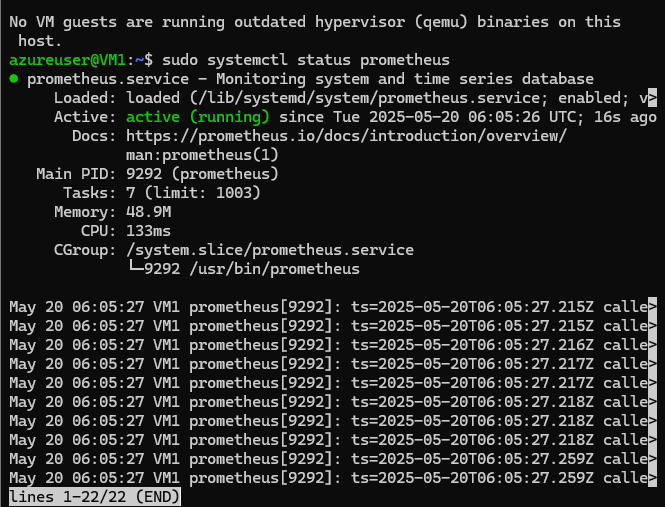 No VM guests are running outdated hypervisor (qemu) binaries on this
 host.
azureuser@VM1:~$ sudo systemctl status prometheus
● prometheus.service - Monitoring system and time series database
     Loaded: loaded (/lib/systemd/system/prometheus.service; enabled; v>
     Active: active (running) since Tue 2025-05-20 06:05:26 UTC; 16s ago
       Docs: https://prometheus.io/docs/introduction/overview/
             man:prometheus(1)
   Main PID: 9292 (prometheus)
      Tasks: 7 (limit: 1003)
     Memory: 48.9M
        CPU: 133ms
     CGroup: /system.slice/prometheus.service
             └─9292 /usr/bin/prometheus

May 20 06:05:27 VM1 prometheus[9292]: ts=2025-05-20T06:05:27.215Z calle>
May 20 06:05:27 VM1 prometheus[9292]: ts=2025-05-20T06:05:27.215Z calle>
May 20 06:05:27 VM1 prometheus[9292]: ts=2025-05-20T06:05:27.216Z calle>
May 20 06:05:27 VM1 prometheus[9292]: ts=2025-05-20T06:05:27.217Z calle>
May 20 06:05:27 VM1 prometheus[9292]: ts=2025-05-20T06:05:27.217Z calle>
May 20 06:05:27 VM1 prometheus[9292]: ts=2025-05-20T06:05:27.218Z calle>
May 20 06:05:27 VM1 prometheus[9292]: ts=2025-05-20T06:05:27.218Z calle>
May 20 06:05:27 VM1 prometheus[9292]: ts=2025-05-20T06:05:27.218Z calle>
May 20 06:05:27 VM1 prometheus[9292]: ts=2025-05-20T06:05:27.259Z calle>
May 20 06:05:27 VM1 prometheus[9292]: ts=2025-05-20T06:05:27.259Z calle>
lines 1-22/22 (END)